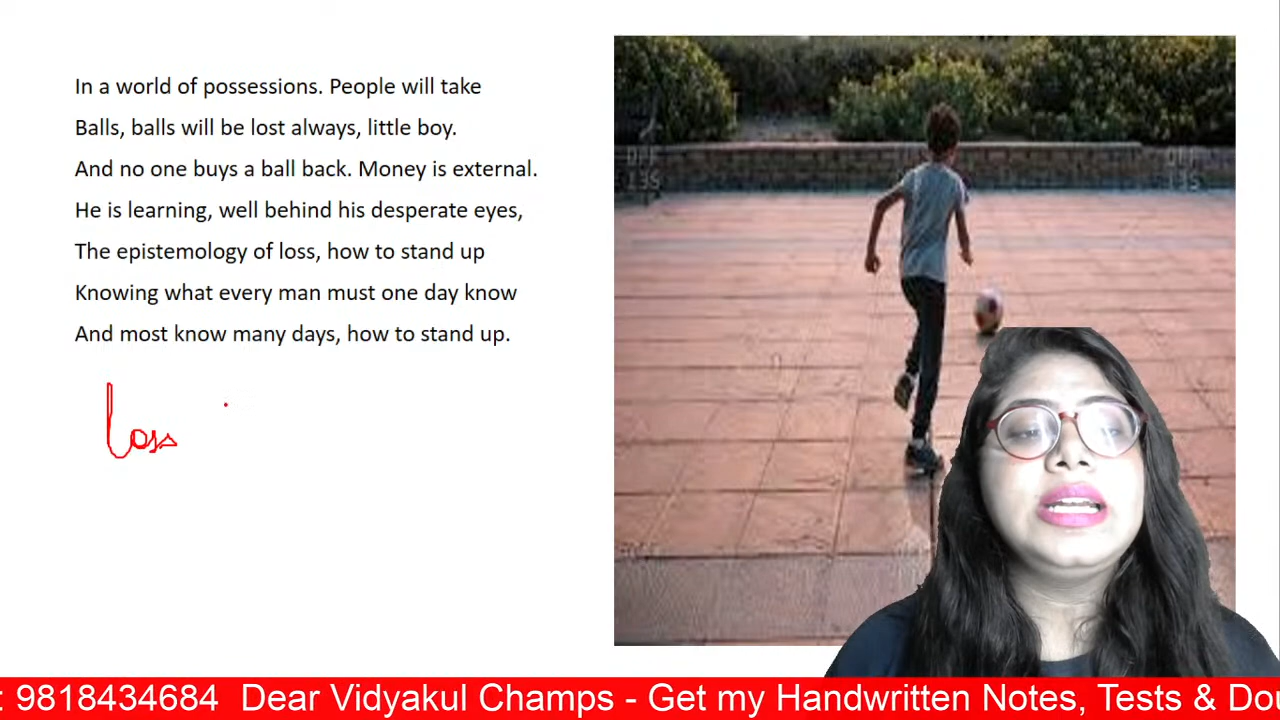 In a world of possessions. People will take
Balls, balls will be lost always, little boy.
And no one buys a ball back. Money is external.
He is learning, well behind his desperate eyes,
The epistemology of loss, how to stand up
Knowing what every man must one day know
And most know many days, how to stand up.
loss
: 9818434684 Dear Vidyakul Champs - Get my Handwritten Notes, Tests &